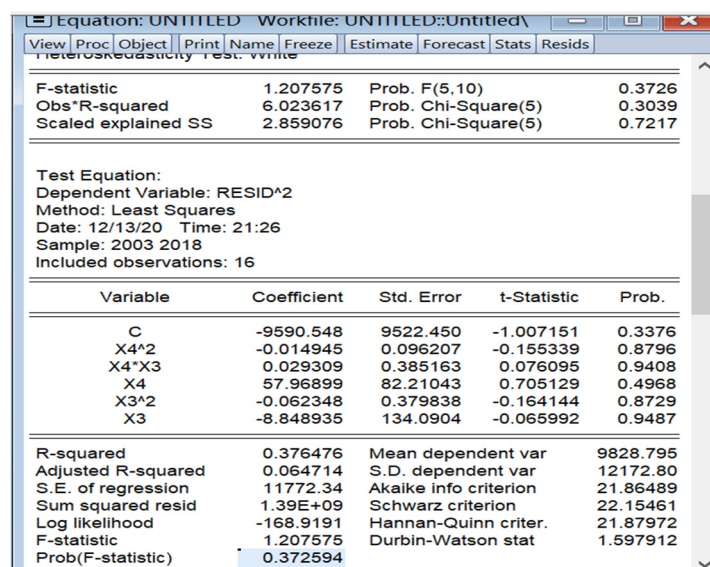 Equation: UNTITLED Workfile: UNTITLED::Untitled\
View Proc Object Print Name Freeze Estimate Forecast Stats Resids
Heteroskedasticity Test: White
F-statistic 1.207575 Prob. F(5,10) 0.3726
Obs*R-squared 6.023617 Prob. Chi-Square(5) 0.3039
Scaled explained SS 2.859076 Prob. Chi-Square(5) 0.7217
Test Equation:
Dependent Variable: RESID^2
Method: Least Squares
Date: 12/13/20 Time: 21:26
Sample: 2003 2018
Included observations: 16
Variable Coefficient Std. Error t-Statistic Prob.
C -9590.548 9522.450 -1.007151 0.3376
X4^2 -0.014945 0.096207 -0.155339 0.8796
X4*X3 0.029309 0.385163 0.076095 0.9408
X4 57.96899 82.21043 0.705129 0.4968
X3^2 -0.062348 0.379838 -0.164144 0.8729
X3 -8.848935 134.0904 -0.065992 0.9487
R-squared 0.376476 Mean dependent var 9828.795
Adjusted R-squared 0.064714 S.D. dependent var 12172.80
S.E. of regression 11772.34 Akaike info criterion 21.86489
Sum squared resid 1.39E+09 Schwarz criterion 22.15461
Log likelihood -168.9191 Hannan-Quinn criter. 21.87972
F-statistic 1.207575 Durbin-Watson stat 1.597912
Prob(F-statistic) 0.372594